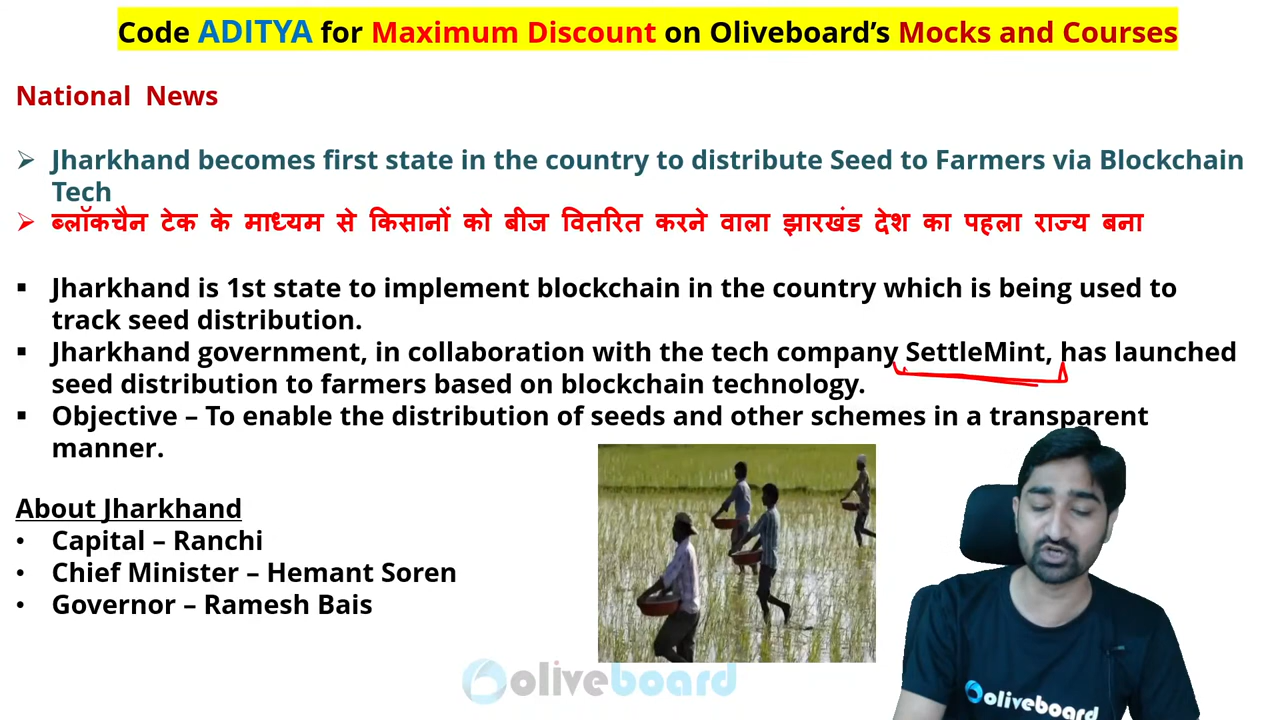 Code ADITYA for Maximum Discount on Oliveboard's Mocks and Courses
National News
➢ Jharkhand becomes first state in the country to distribute Seed to Farmers via Blockchain
Tech
➢ ब्लॉकचैन टेक के माध्यम से किसानों को बीज वितरित करने वाला झारखंड देश का पहला राज्य बना
▪ Jharkhand is 1st state to implement blockchain in the country which is being used to
track seed distribution.
▪ Jharkhand government, in collaboration with the tech company SettleMint, has launched
seed distribution to farmers based on blockchain technology.
▪ Objective – To enable the distribution of seeds and other schemes in a transparent
manner.
About Jharkhand
• Capital – Ranchi
• Chief Minister – Hemant Soren
• Governor – Ramesh Bais
oliveboard
oliveboard